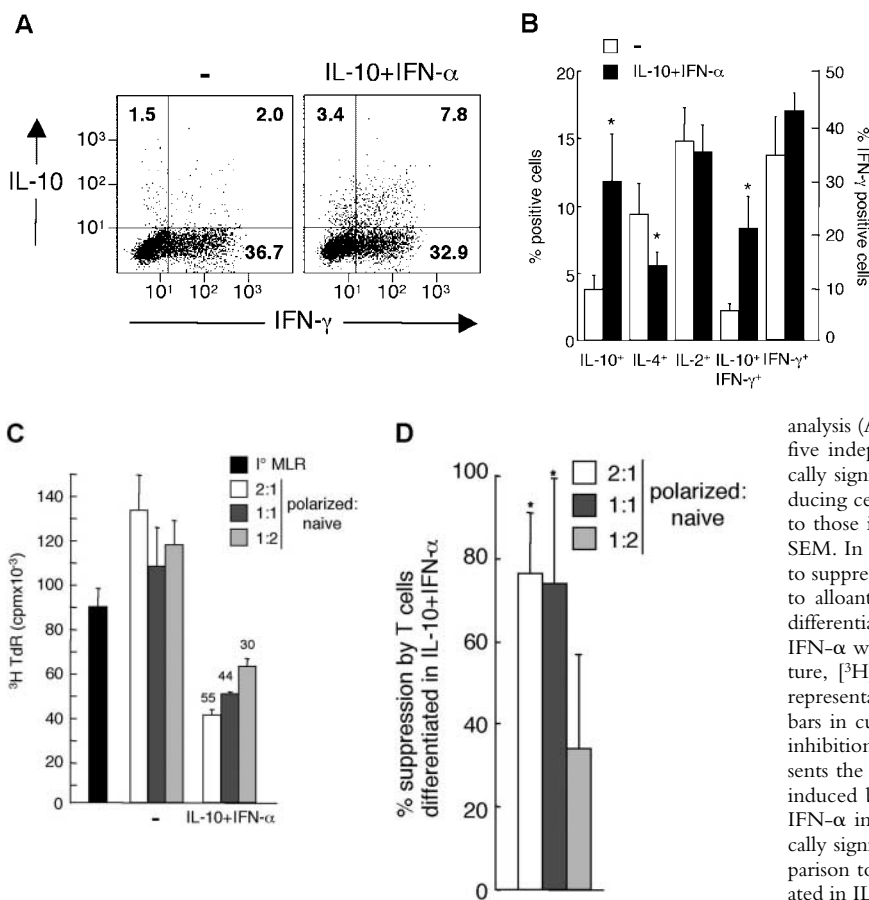 A
-
IL-10+IFN-α
1.5
2.0
3.4
7.8
10³
10²
10¹
IL-10
36.7
32.9
10¹ 10² 10³
10¹ 10² 10³
IFN-γ
B
-
IL-10+IFN-α
20
15
10
5
0
% positive cells
50
40
30
20
10
0
% IFN-γ positive cells
*
*
*
IL-10⁺
IL-4⁺
IL-2⁺
IL-10⁺
IFN-γ⁺
IFN-γ⁺
C
I° MLR
2:1
1:1
1:2
polarized:
naive
140
120
100
80
60
40
20
0
³H TdR (cpmx10⁻³)
55
44
30
-
IL-10+IFN-α
D
2:1
1:1
1:2
polarized:
naive
100
80
60
40
20
0
% suppression by T cells
differentiated in IL-10+IFN-α
*
*
analysis (A
five indep
cally sign
ducing ce
to those i
SEM. In
to suppre
to alloant
differentia
IFN-α w
ture, [³H
representa
bars in cu
inhibition
sents the
induced b
IFN-α in
cally sign
parison to
ated in IL